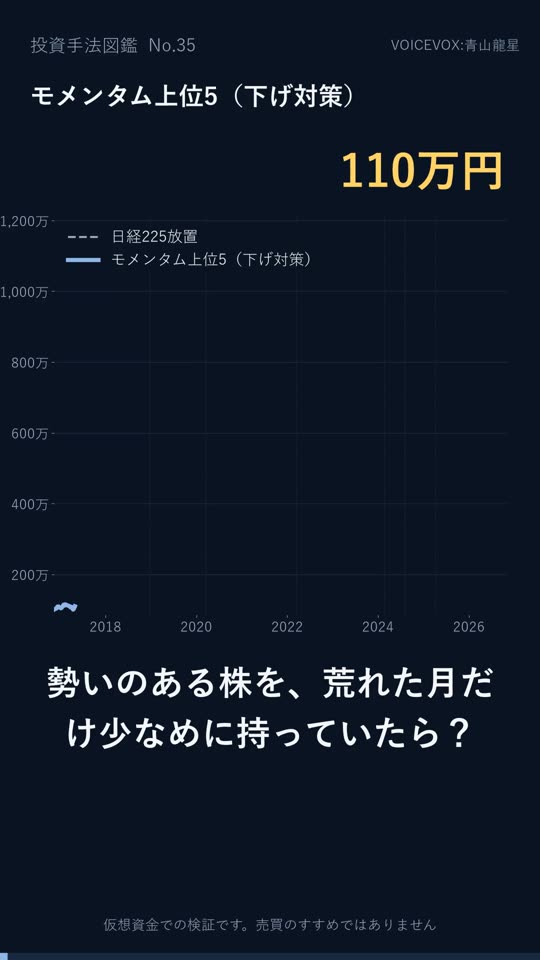 投資手法図鑑 No.35
VOICEVOX:青山龍星
モメンタム上位5（下げ対策）
110万円
1,200万
日経225放置
モメンタム上位5（下げ対策）
1,000万
800万
600万
400万
200万
2018 2020 2022 2024 2026
勢いのある株を、荒れた月だ
け少なめに持っていたら？
仮想資金での検証です。売買のすすめではありません